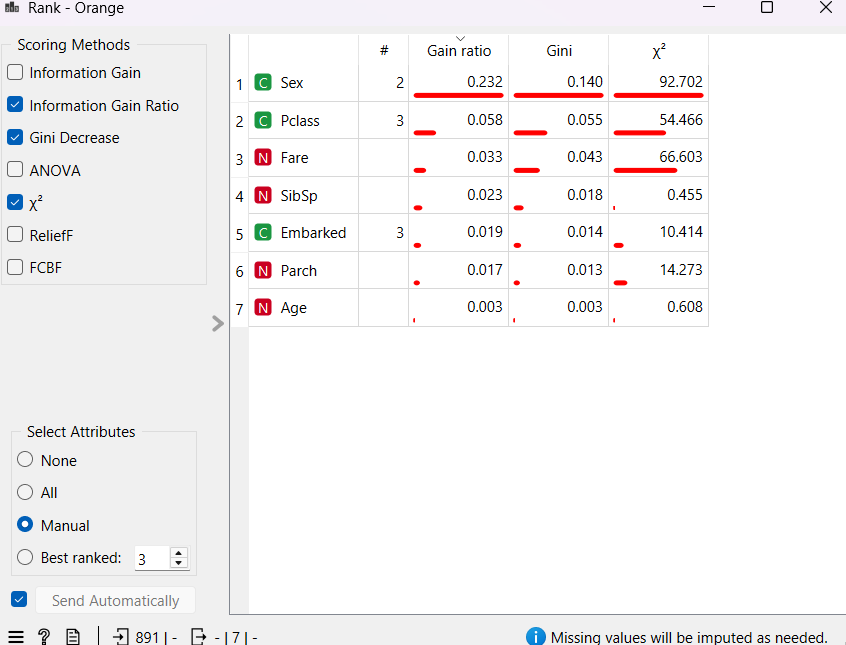 Rank - Orange
Scoring Methods
Information Gain
Information Gain Ratio
Gini Decrease
ANOVA
χ²
ReliefF
FCBF
Select Attributes
None
All
Manual
Best ranked: 3
Send Automatically
# Gain ratio Gini χ²
1 C Sex 2 0.232 0.140 92.702
2 C Pclass 3 0.058 0.055 54.466
3 N Fare 0.033 0.043 66.603
4 N SibSp 0.023 0.018 0.455
5 C Embarked 3 0.019 0.014 10.414
6 N Parch 0.017 0.013 14.273
7 N Age 0.003 0.003 0.608
? 891 | - - | 7 | - i Missing values will be imputed as needed.